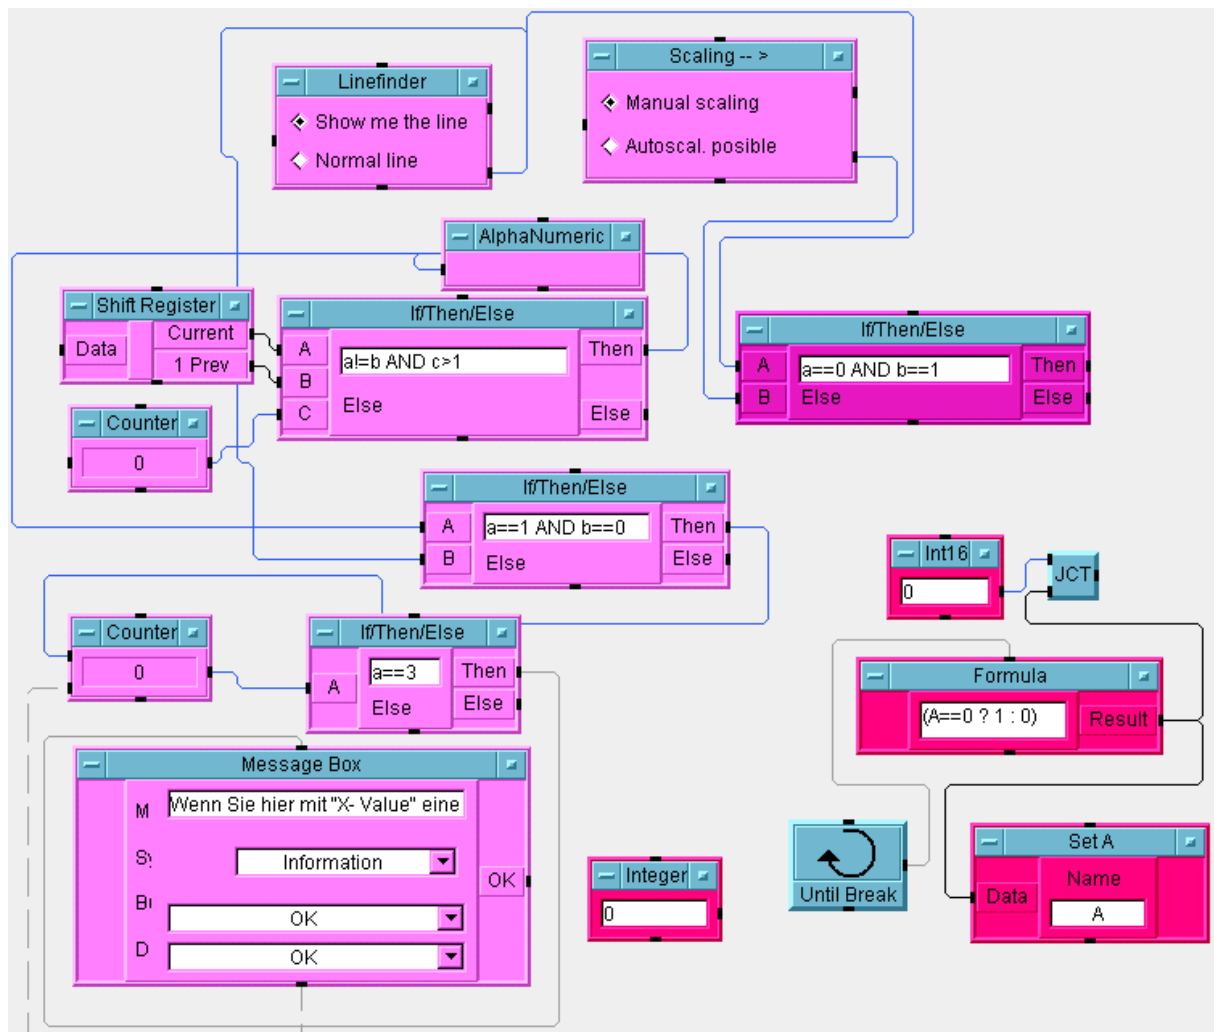 Scaling -- >
Linefinder
Manual scaling
Show me the line
Autoscal. posible
Normal line
AlphaNumeric
Shift Register
If/Then/Else
If/Then/Else
Current
Data
1 Prev
A
a!=b AND c>1
Then
B
Else
C
Else
A
a==0 AND b==1
Then
B
Else
Else
Counter
0
If/Then/Else
A
a==1 AND b==0
Then
B
Else
Else
Int16
0
JCT
Counter
0
If/Then/Else
a==3
Then
A
Else
Else
Formula
(A==0 ? 1 : 0)
Result
Message Box
M
Wenn Sie hier mit "X- Value" eine
Information
OK
OK
D
OK
Integer
0
Until Break
Set A
Name
Data
A